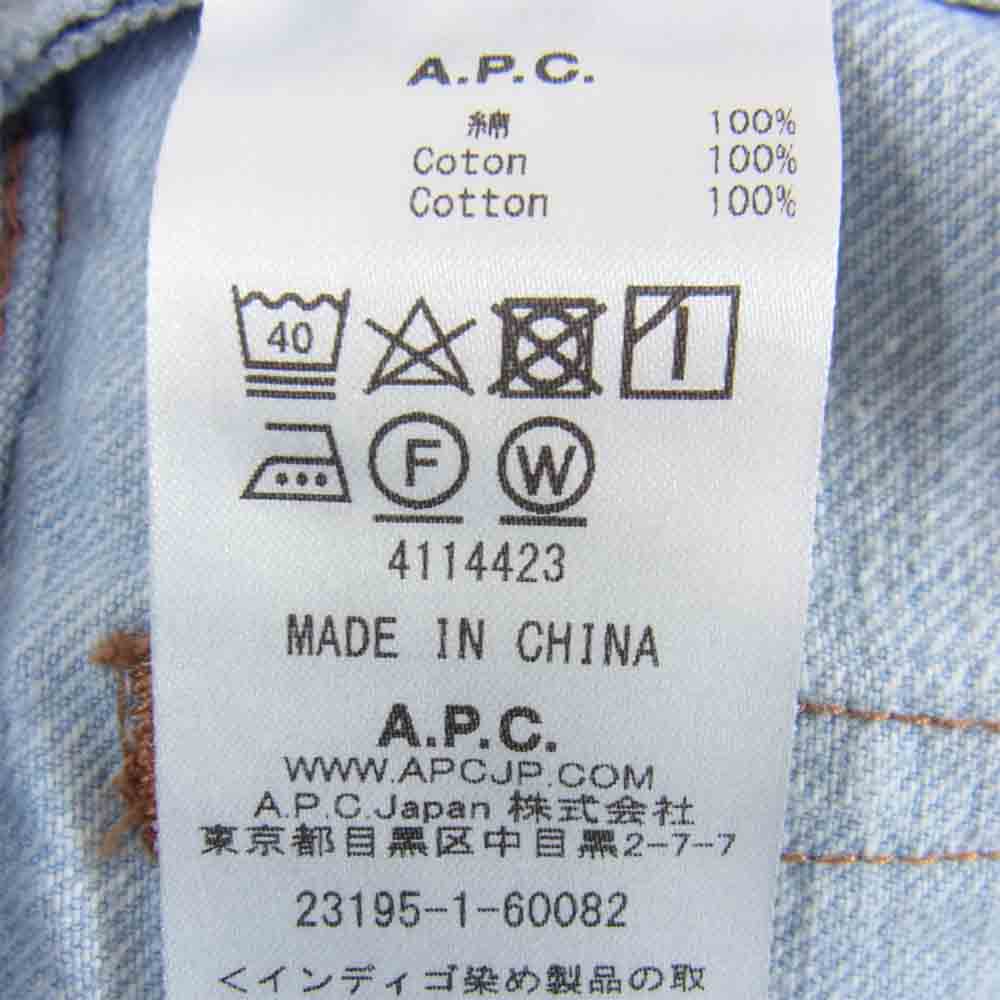 A.P.C.
綿 100%
Coton 100%
Cotton 100%
40
F W
4114423
MADE IN CHINA
A.P.C.
WWW.APCJP.COM
A.P.C.Japan 株式会社
東京都目黒区中目黒2-7-7
23195-1-60082
<インディゴ染め製品の取